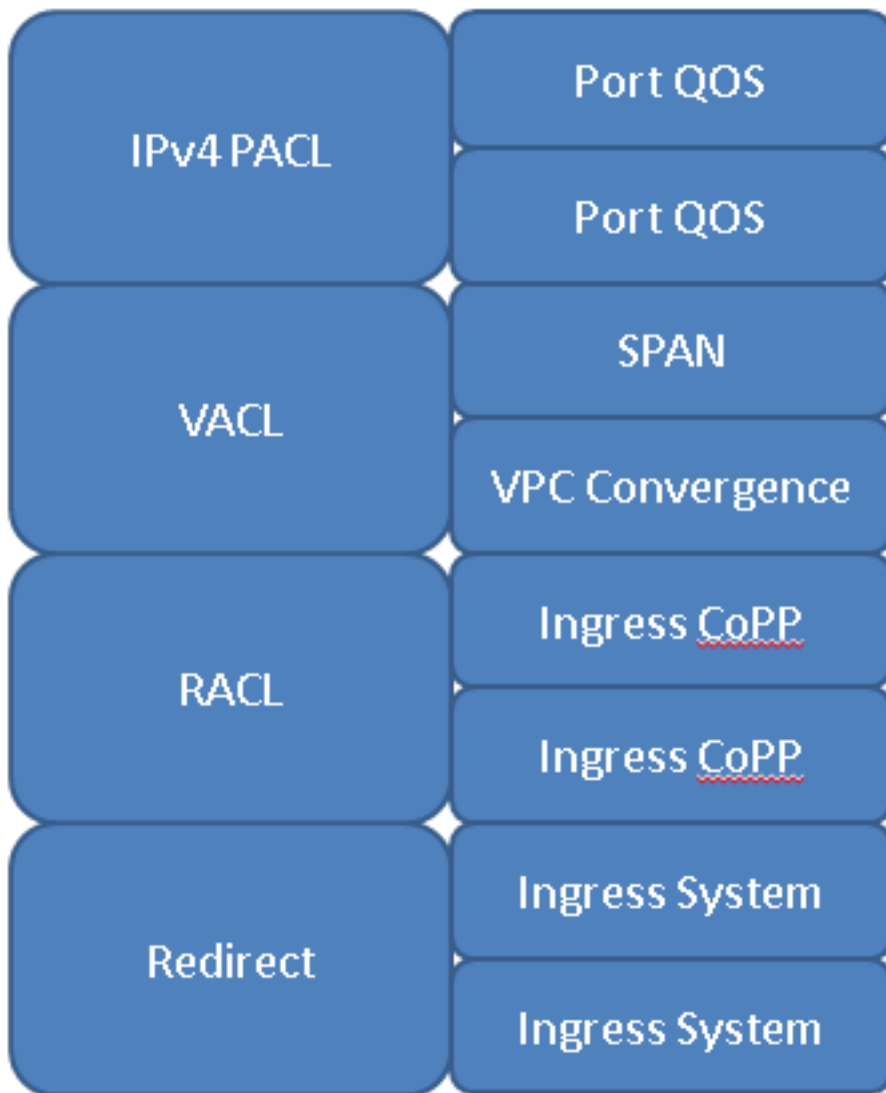 IPv4 PACL
Port QOS
Port QOS
VACL
SPAN
VPC Convergence
RACL
Ingress CoPP
Ingress CoPP
Redirect
Ingress System
Ingress System